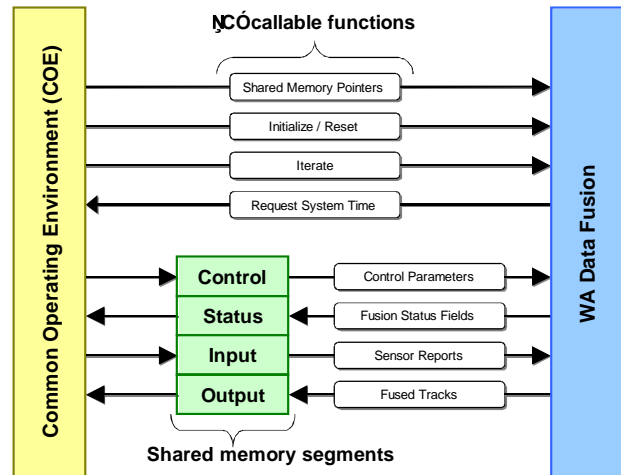 ŅCÓcallable functions
Common Operating Environment (COE)
WA Data Fusion
Shared Memory Pointers
Initialize / Reset
Iterate
Request System Time
Control
Control Parameters
Status
Fusion Status Fields
Input
Sensor Reports
Output
Fused Tracks
Shared memory segments